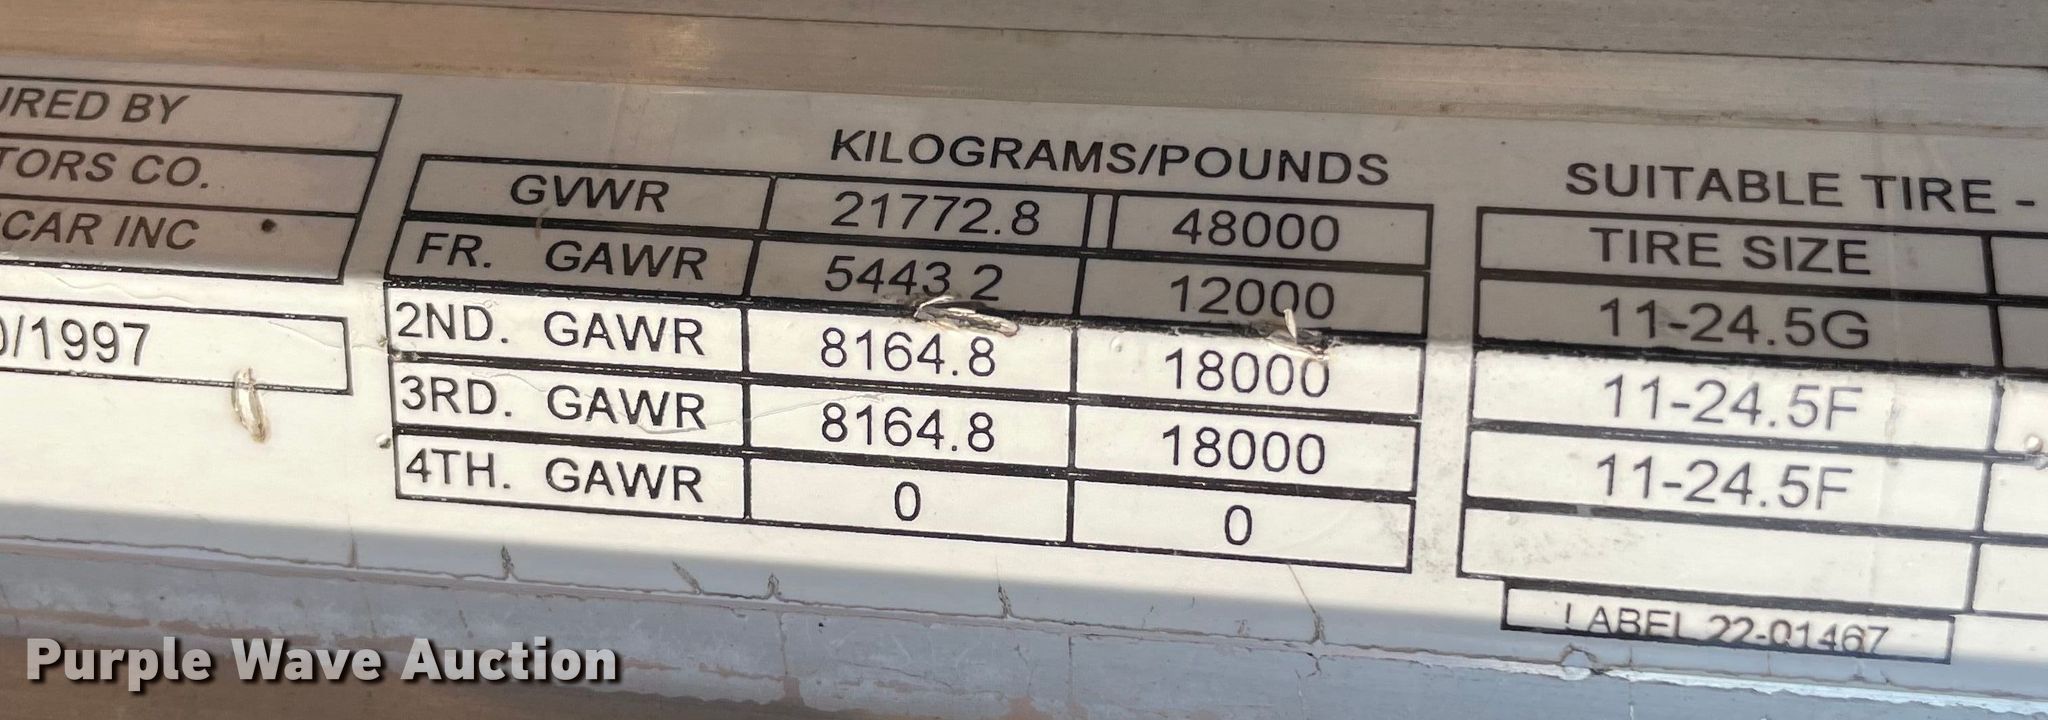 URED BY
TORS CO.
CAR INC
0/1997
KILOGRAMS/POUNDS
GVWR 21772.8 48000
FR. GAWR 5443.2 12000
2ND. GAWR 8164.8 18000
3RD. GAWR 8164.8 18000
4TH. GAWR 0 0
SUITABLE TIRE -
TIRE SIZE
11-24.5G
11-24.5F
11-24.5F
LABEL 22-01467
Purple Wave Auction